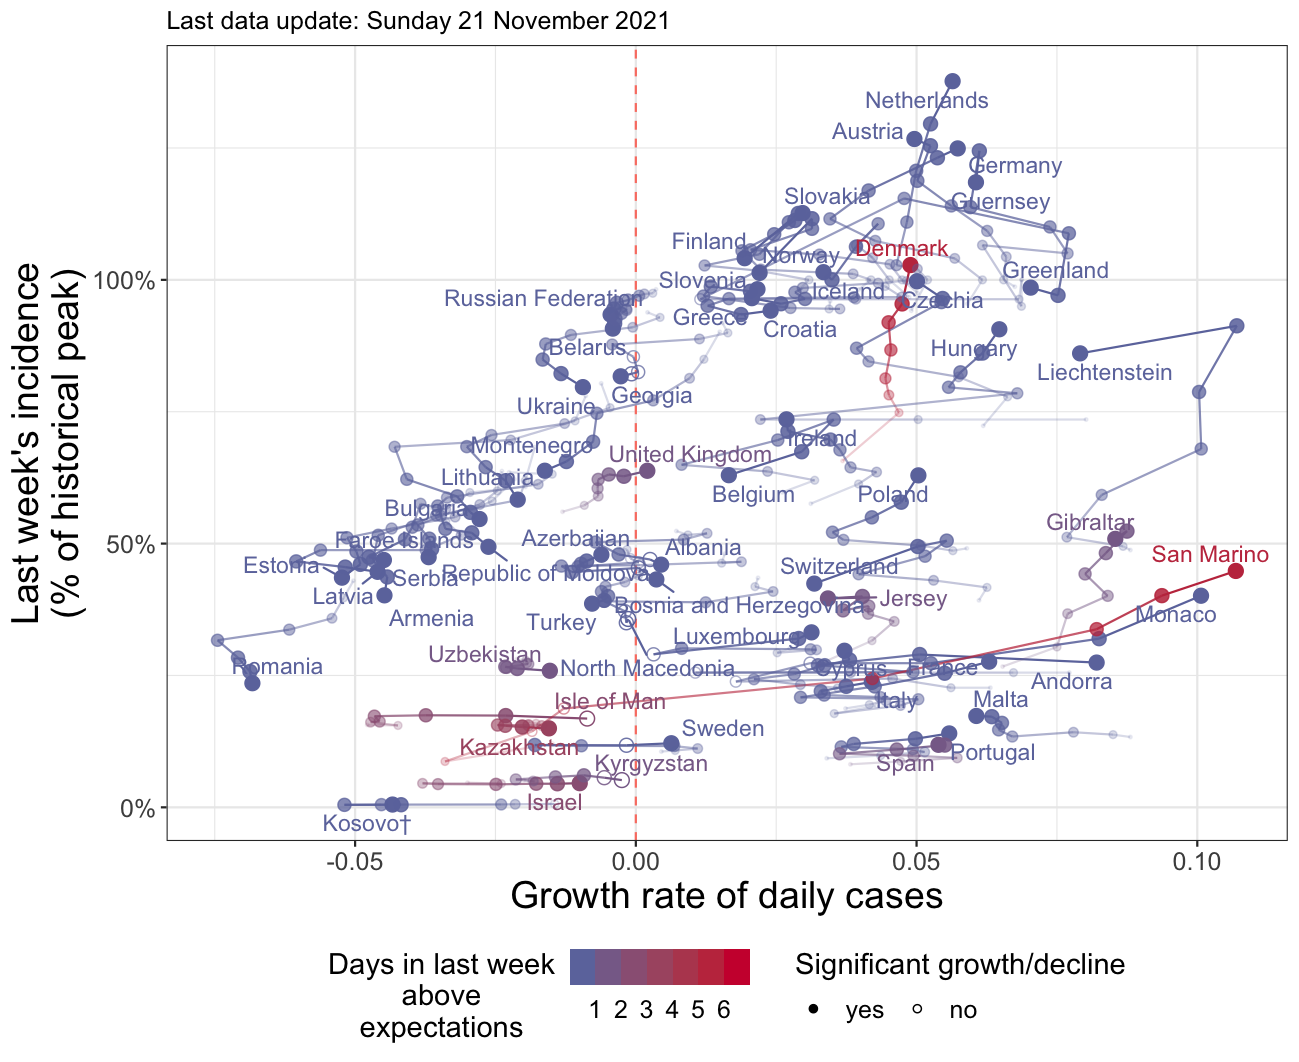 Last data update: Sunday 21 November 2021
Last week's incidence
(% of historical peak)
100%
50%
0%
Netherlands
Austria
Germany
Slovakia
Guernsey
Finland
Norway
Denmark
Slovenia
Greenland
Russian Federation
Iceland
Czechia
Greece
Croatia
Belarus
Hungary
Liechtenstein
Georgia
Ukraine
Montenegro
Ireland
United Kingdom
Lithuania
Belgium
Poland
Bulgaria
Gibraltar
Faroe Islands
Azerbaijan
Albania
San Marino
Estonia
Serbia
Republic of Moldova
Switzerland
Latvia
Bosnia and Herzegovina
Jersey
Armenia
Turkey
Monaco
Luxembourg
Uzbekistan
Romania
North Macedonia
Cyprus
France
Andorra
Isle of Man
Italy
Malta
Sweden
Kazakhstan
Kyrgyzstan
Portugal
Spain
Israel
Kosovo†
-0.05
0.00
0.05
0.10
Growth rate of daily cases
Days in last week
above
expectations
1 2 3 4 5 6
Significant growth/decline
yes
no